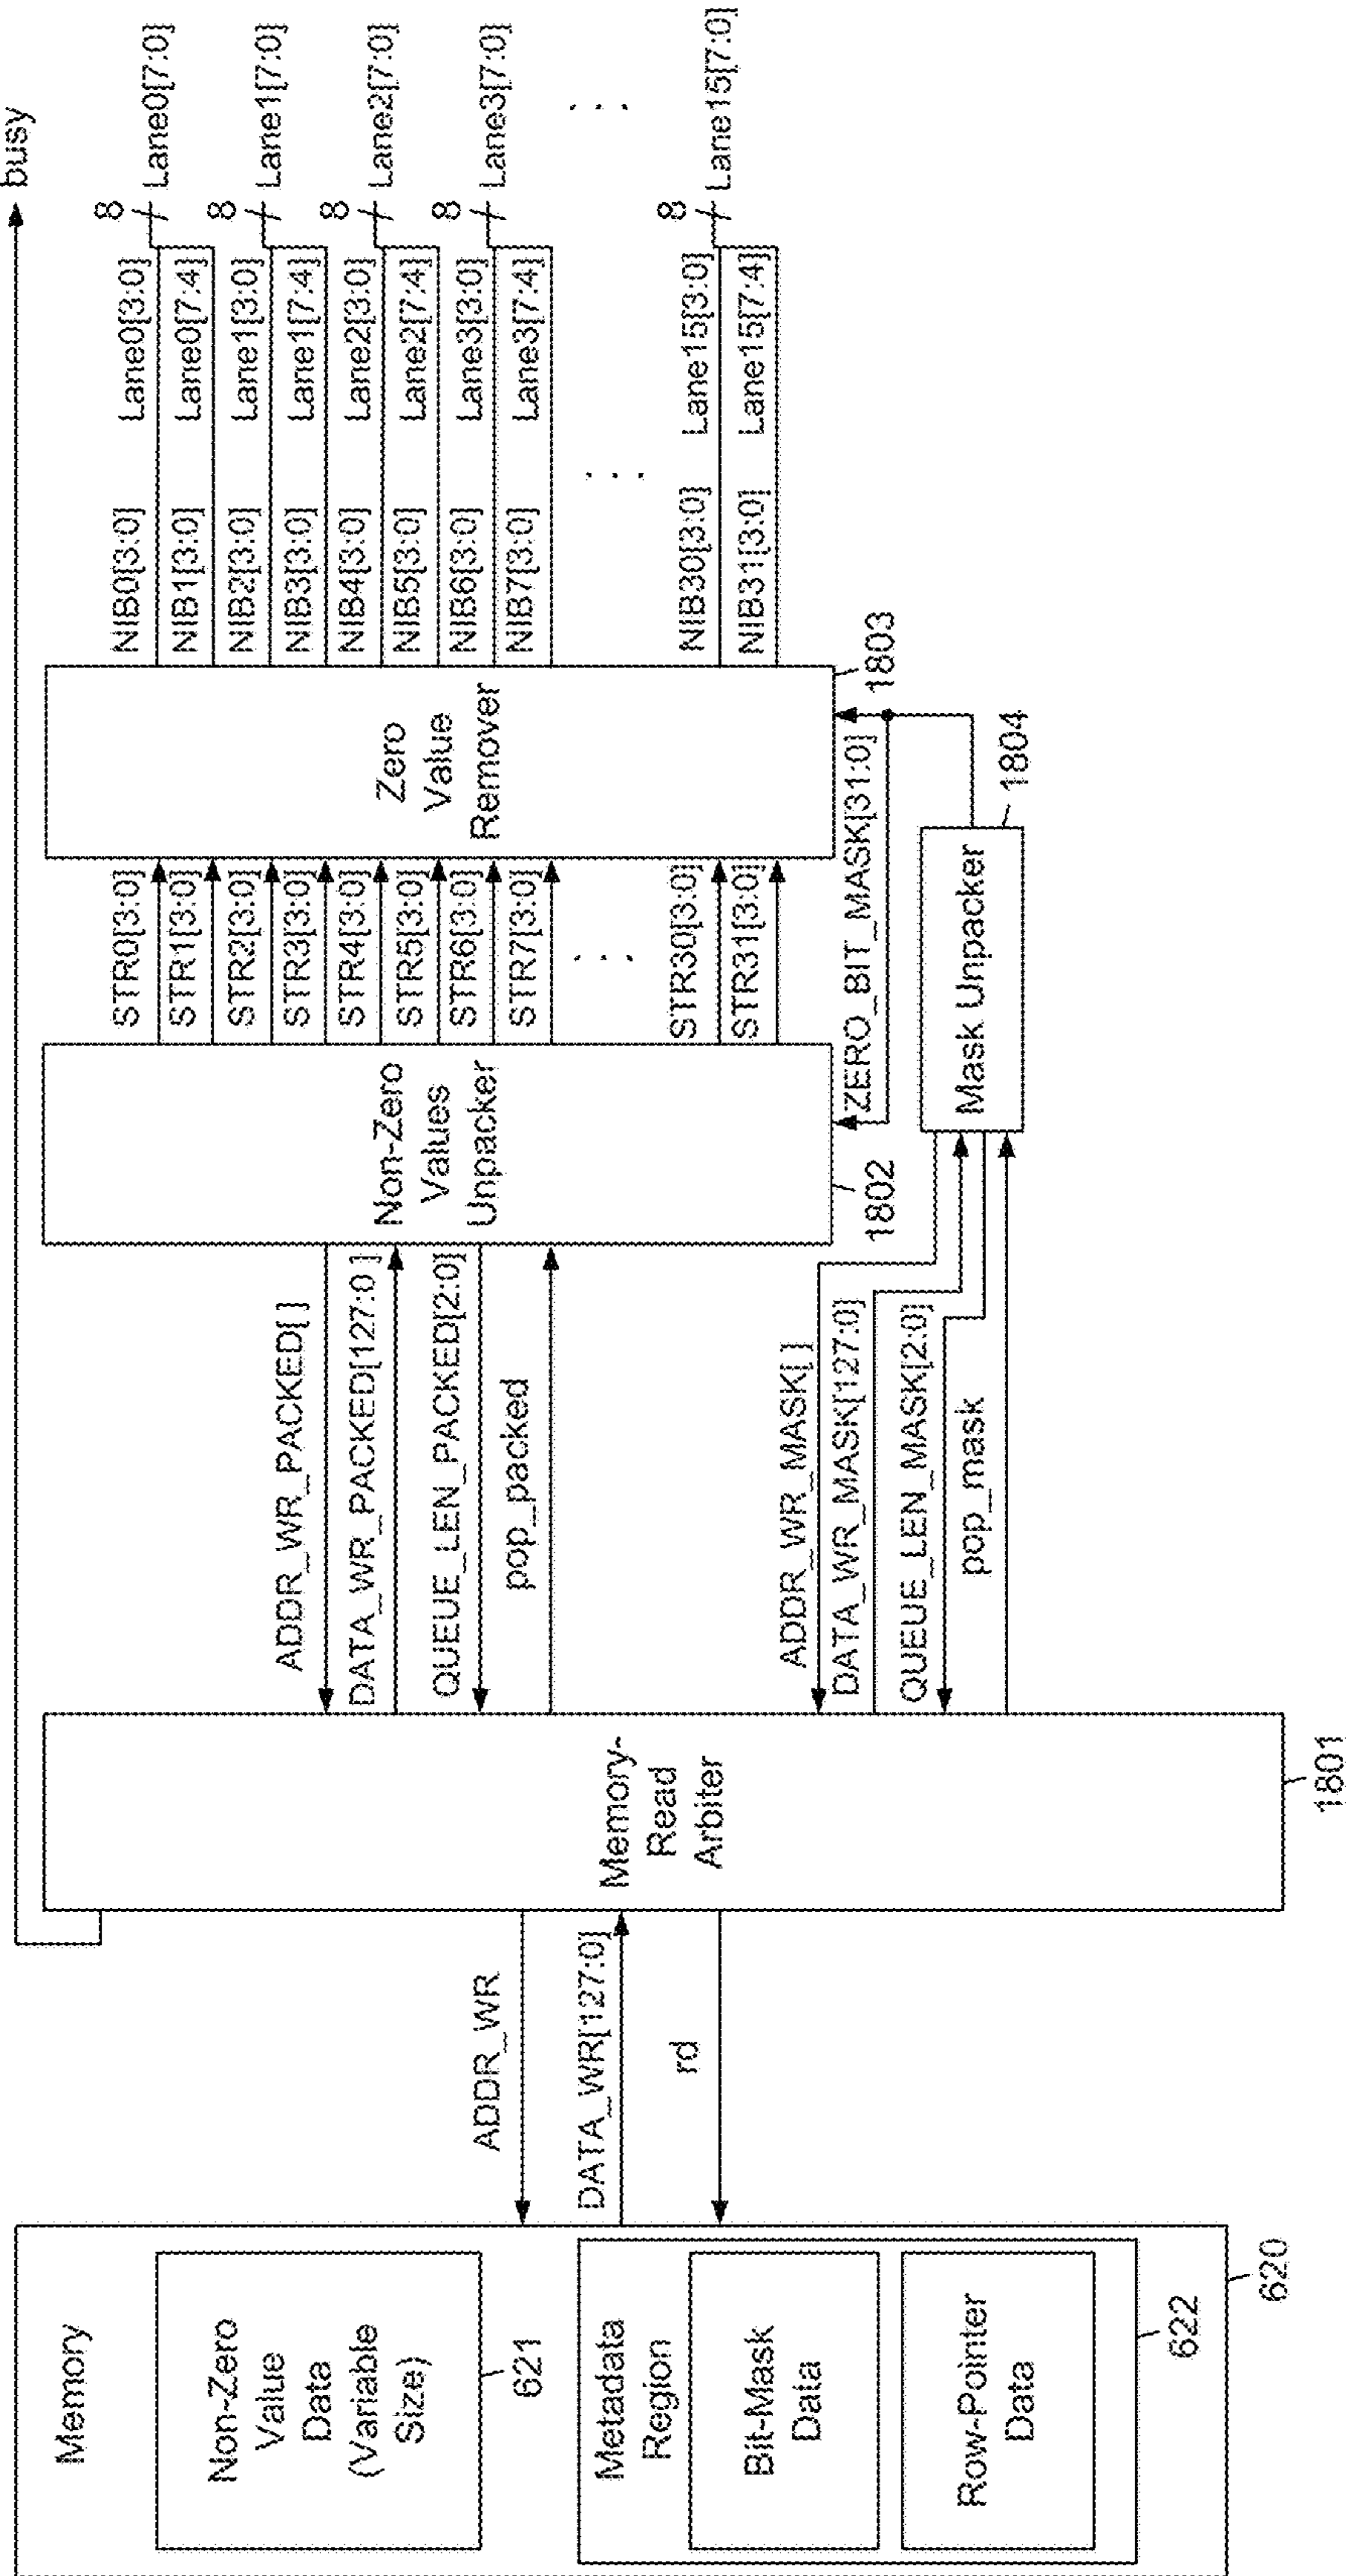 busy
Memory
Non-Zero
Value
Data
(Variable
Size)
621
Metadata
Region
Bit-Mask
Data
Row-Pointer
Data
622
620
ADDR_WR
DATA_WR[127:0]
rd
Memory-
Read
Arbiter
1801
ADDR_WR_PACKED[ ]
DATA_WR_PACKED[127:0 ]
QUEUE_LEN_PACKED[2:0]
pop_packed
ADDR_WR_MASK[ ]
DATA_WR_MASK[127:0]
QUEUE_LEN_MASK[2:0]
pop_mask
Non-Zero
Values
Unpacker
1802
STR0[3:0]
STR1[3:0]
STR2[3:0]
STR3[3:0]
STR4[3:0]
STR5[3:0]
STR6[3:0]
STR7[3:0]
. . .
STR30[3:0]
STR31[3:0]
ZERO_BIT_MASK[31:0]
Mask Unpacker
1804
Zero
Value
Remover
1803
NIB0[3:0] Lane0[3:0]
NIB1[3:0] Lane0[7:4]
NIB2[3:0] Lane1[3:0]
NIB3[3:0] Lane1[7:4]
NIB4[3:0] Lane2[3:0]
NIB5[3:0] Lane2[7:4]
NIB6[3:0] Lane3[3:0]
NIB7[3:0] Lane3[7:4]
. . .
NIB30[3:0] Lane15[3:0]
NIB31[3:0] Lane15[7:4]
8 Lane0[7:0]
8 Lane1[7:0]
8 Lane2[7:0]
8 Lane3[7:0]
. . .
8 Lane15[7:0]